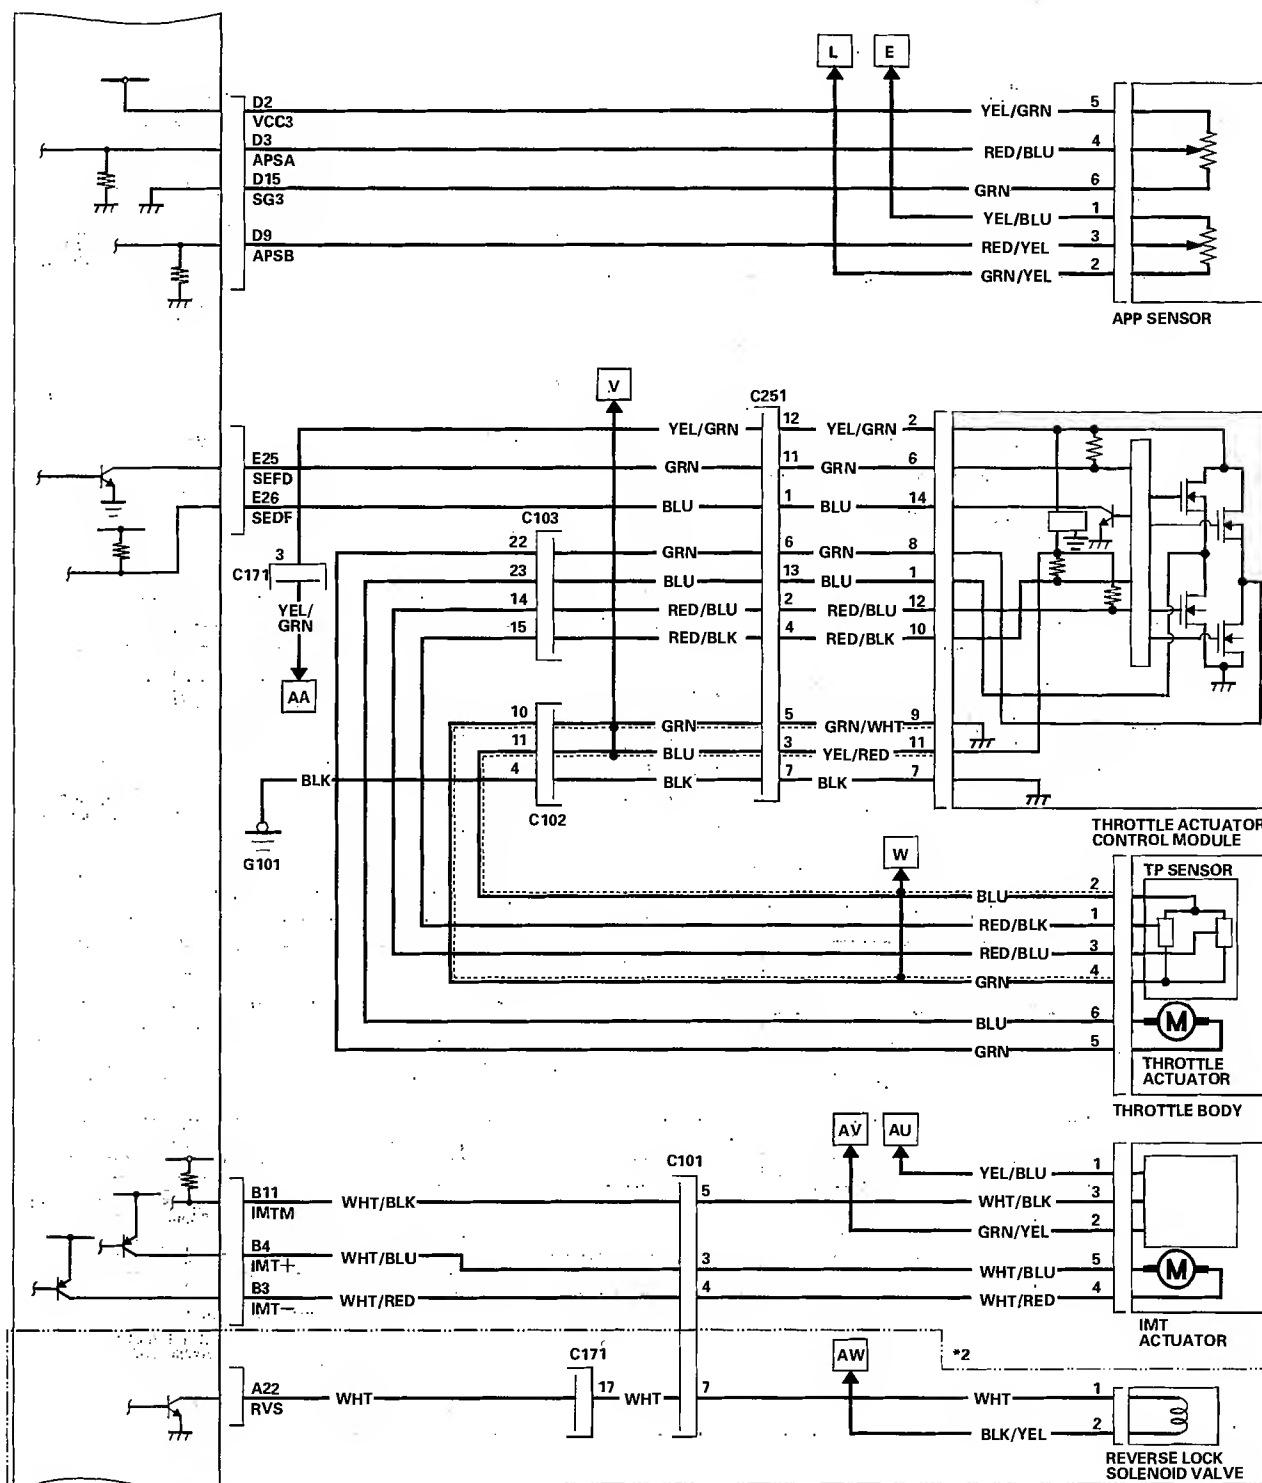 L E
D2 YEL/GRN 5
VCC3
D3 RED/BLU 4
APSA
D15 GRN 6
SG3
YEL/BLU 1
D9 RED/YEL 3
APSB
GRN/YEL 2
APP SENSOR
V
C251
YEL/GRN 12 YEL/GRN 2
E25 GRN 11 GRN 6
SEFD
E26 BLU 1 BLU 14
SEDF
C103
22 GRN 6 GRN 8
3
C171
23 BLU 13 BLU 1
YEL/
GRN
14 RED/BLU 2 RED/BLU 12
15 RED/BLK 4 RED/BLK 10
AA
10 GRN 5 GRN/WHT 9
11 BLU 3 YEL/RED 11
BLK 4 BLK 7 BLK 7
C102
G101
THROTTLE ACTUATOR
CONTROL MODULE
W
TP SENSOR
BLU 2
RED/BLK 1
RED/BLU 3
GRN 4
BLU 6 M
GRN 5
THROTTLE
ACTUATOR
THROTTLE BODY
AV AU
C101
YEL/BLU 1
B11 WHT/BLK 5 WHT/BLK 3
IMTM
GRN/YEL 2
B4 WHT/BLU 3 WHT/BLU 5 M
IMT+
B3 WHT/RED 4 WHT/RED 4
IMT-
IMT
ACTUATOR
*2
C171 AW
A22 WHT 17 WHT 7 WHT 1
RVS
BLK/YEL 2
REVERSE LOCK
SOLENOID VALVE